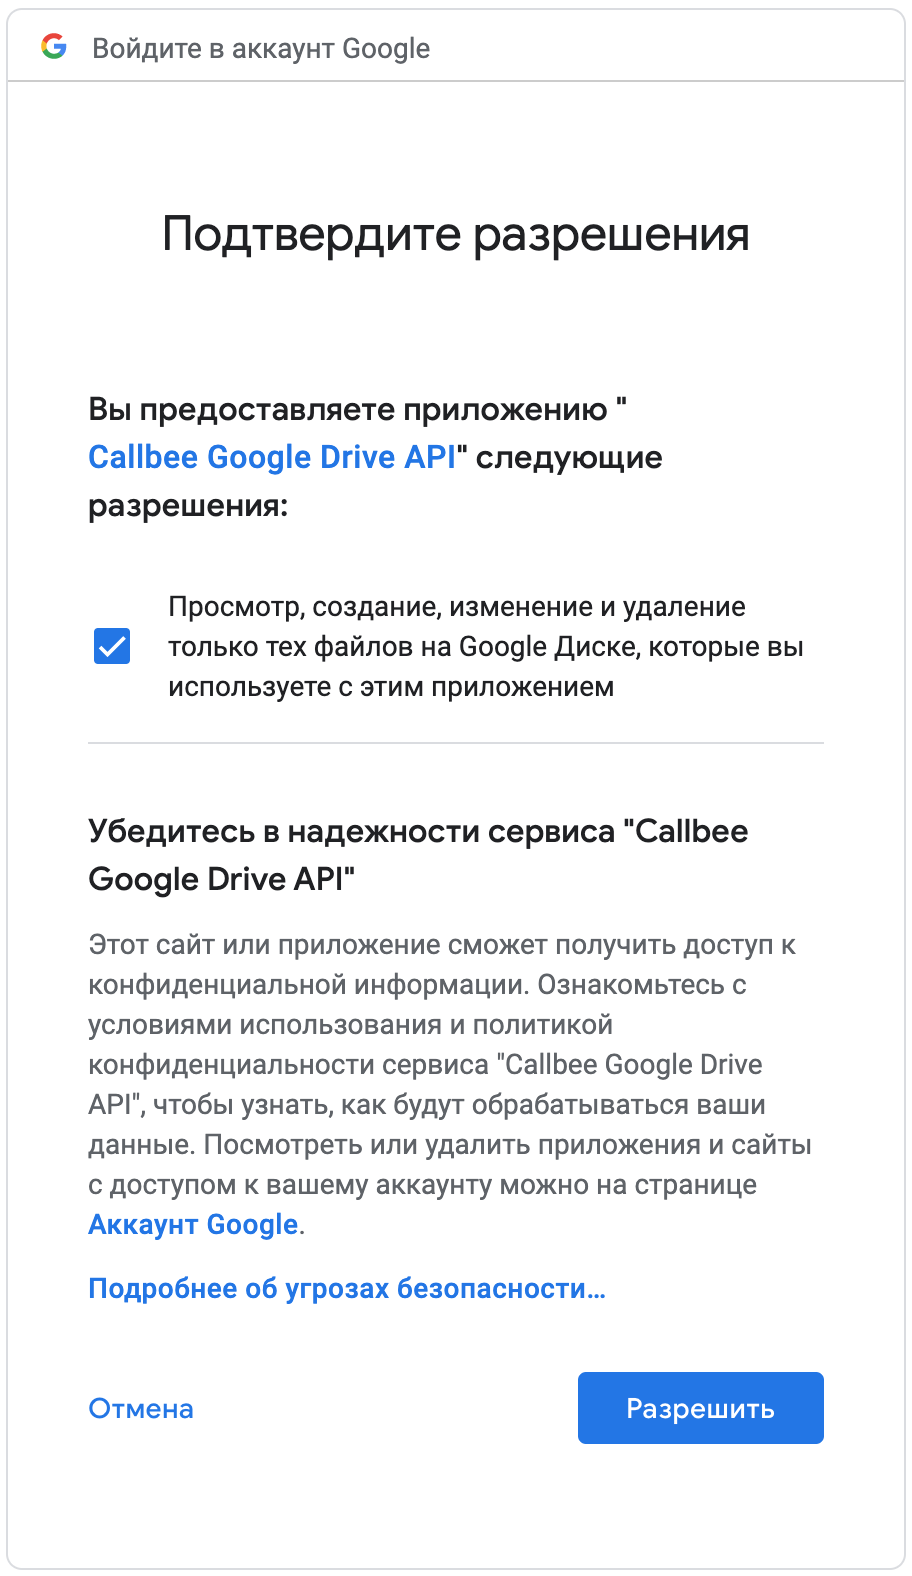 Войдите в аккаунт Google
Подтвердите разрешения
Вы предоставляете приложению "
Callbee Google Drive API" следующие
разрешения:
Просмотр, создание, изменение и удаление
только тех файлов на Google Диске, которые вы
используете с этим приложением
Убедитесь в надежности сервиса "Callbee
Google Drive API"
Этот сайт или приложение сможет получить доступ к
конфиденциальной информации. Ознакомьтесь с
условиями использования и политикой
конфиденциальности сервиса "Callbee Google Drive
API", чтобы узнать, как будут обрабатываться ваши
данные. Посмотреть или удалить приложения и сайты
с доступом к вашему аккаунту можно на странице
Аккаунт Google.
Подробнее об угрозах безопасности…
Отмена
Разрешить